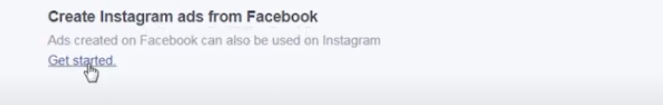 Create Instagram ads from Facebook
Ads created on Facebook can also be used on Instagram
Get started.